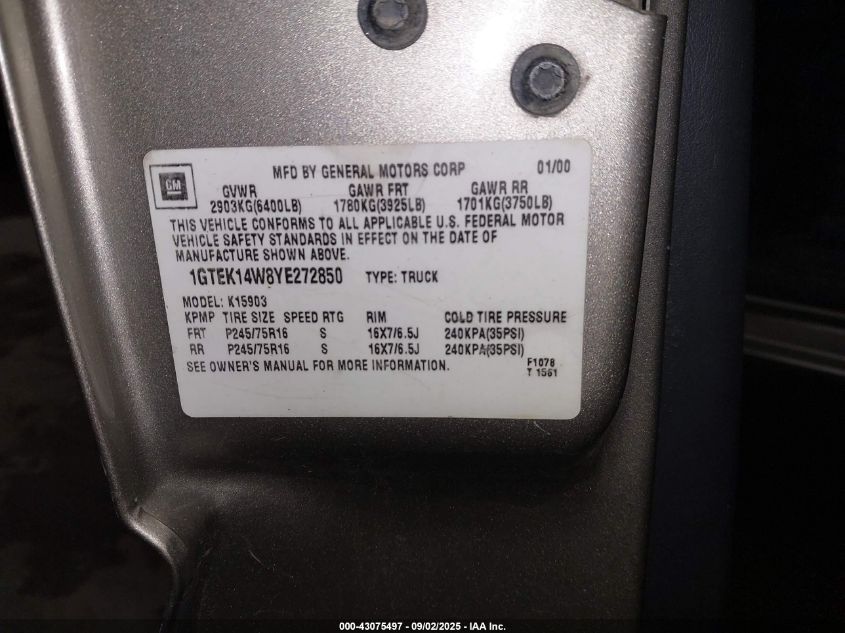 GM
MFD BY GENERAL MOTORS CORP 01/00
GVWR GAWR FRT GAWR RR
2903KG(6400LB) 1780KG(3925LB) 1701KG(3750LB)
THIS VEHICLE CONFORMS TO ALL APPLICABLE U.S. FEDERAL MOTOR
VEHICLE SAFETY STANDARDS IN EFFECT ON THE DATE OF
MANUFACTURE SHOWN ABOVE.
1GTEK14W8YE272850 TYPE: TRUCK
MODEL: K15903
KPMP TIRE SIZE SPEED RTG RIM COLD TIRE PRESSURE
FRT P245/75R16 S 16X7/6.5J 240KPA(35PSI)
RR P245/75R16 S 16X7/6.5J 240KPA(35PSI)
SEE OWNER'S MANUAL FOR MORE INFORMATION.
F1078
T 1561
000-43075497 - 09/02/2025 - IAA Inc.